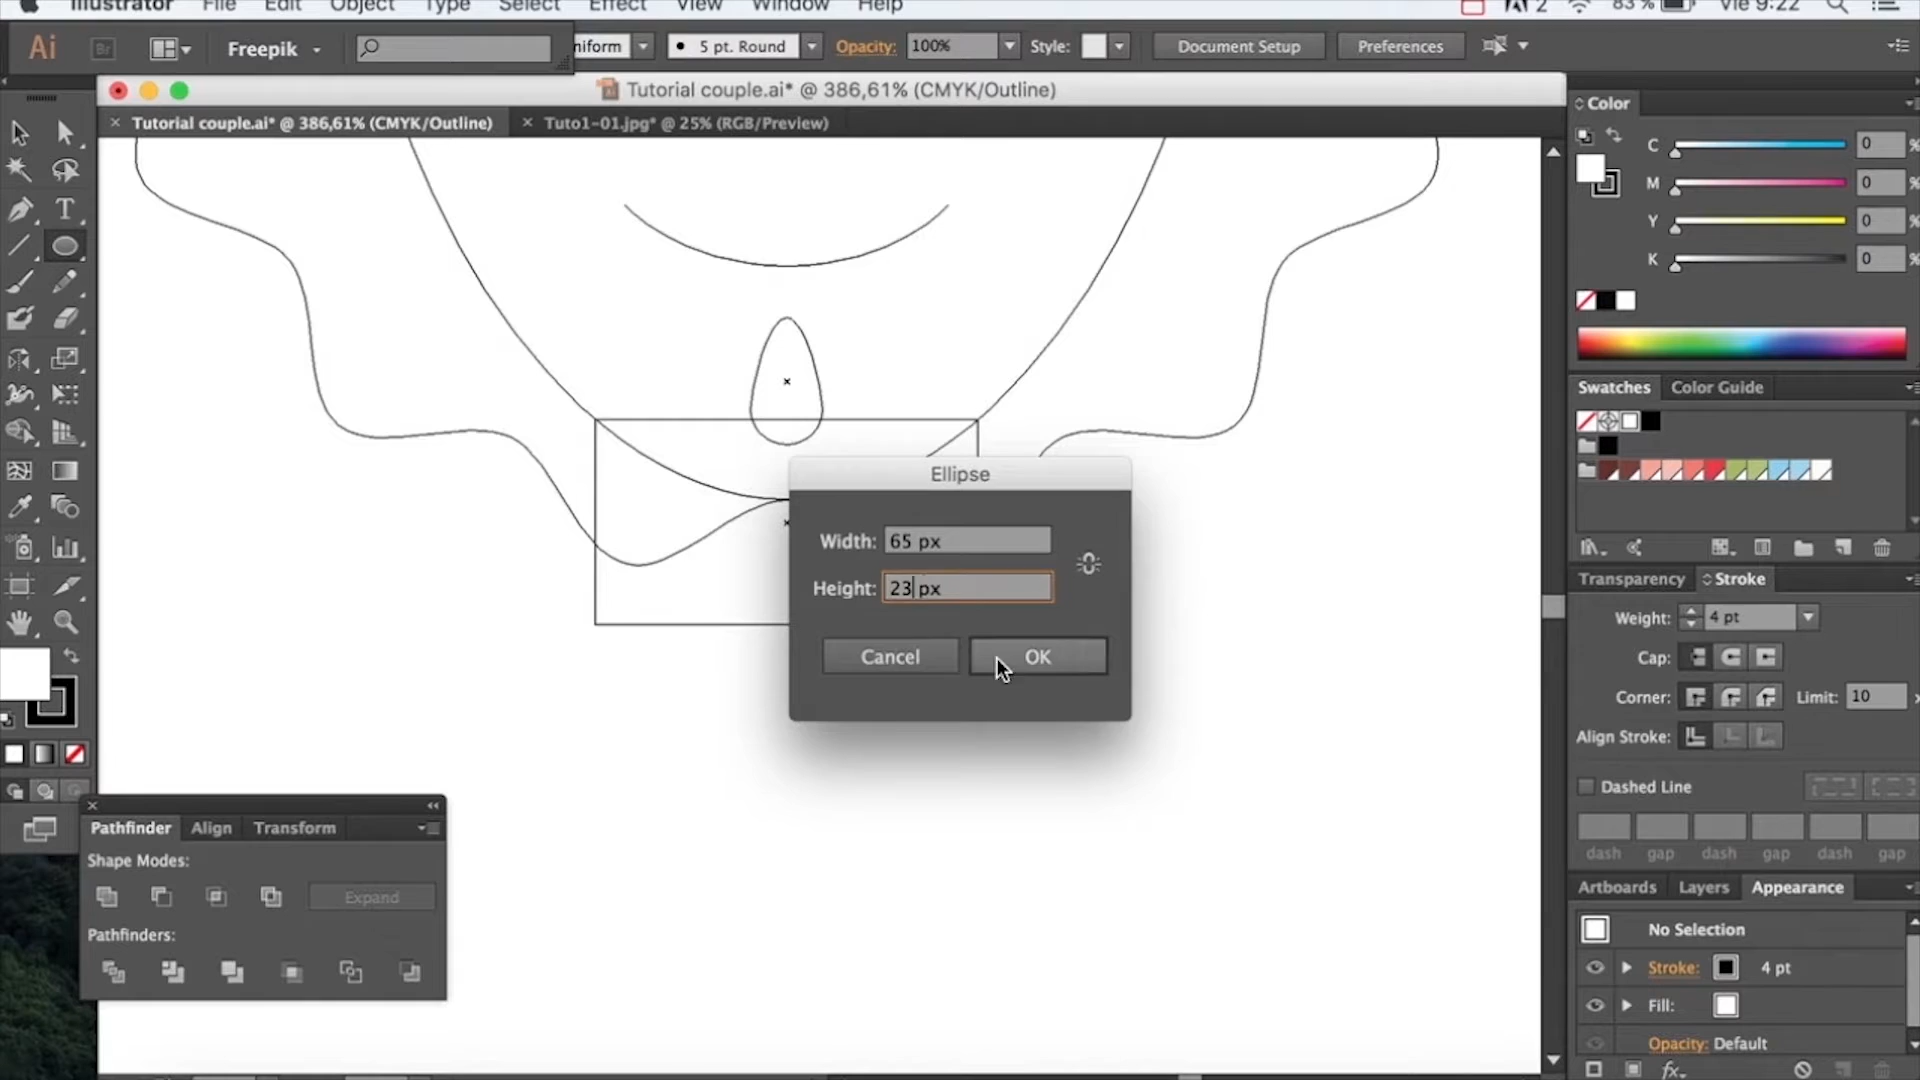 Illustrator File Edit Object Type Select Effect View Window Help 2 83 % Vie 9:22
Ai Br Freepik niform 5 pt. Round Opacity: 100% Style: Document Setup Preferences
Tutorial couple.ai* @ 386,61% (CMYK/Outline)
Tutorial couple.ai* @ 386,61% (CMYK/Outline)
Tuto1-01.jpg* @ 25% (RGB/Preview)
Color
C 0 %
M 0 %
Y 0 %
K 0 %
Swatches Color Guide
Ellipse
Width: 65 px
Height: 23 px
Cancel OK
Transparency Stroke
Weight: 4 pt
Cap:
Corner: Limit: 10
Align Stroke:
Dashed Line
dash gap dash gap dash gap
Pathfinder Align Transform
Shape Modes:
Expand
Pathfinders:
Artboards Layers Appearance
No Selection
Stroke: 4 pt
Fill:
Opacity: Default
fx